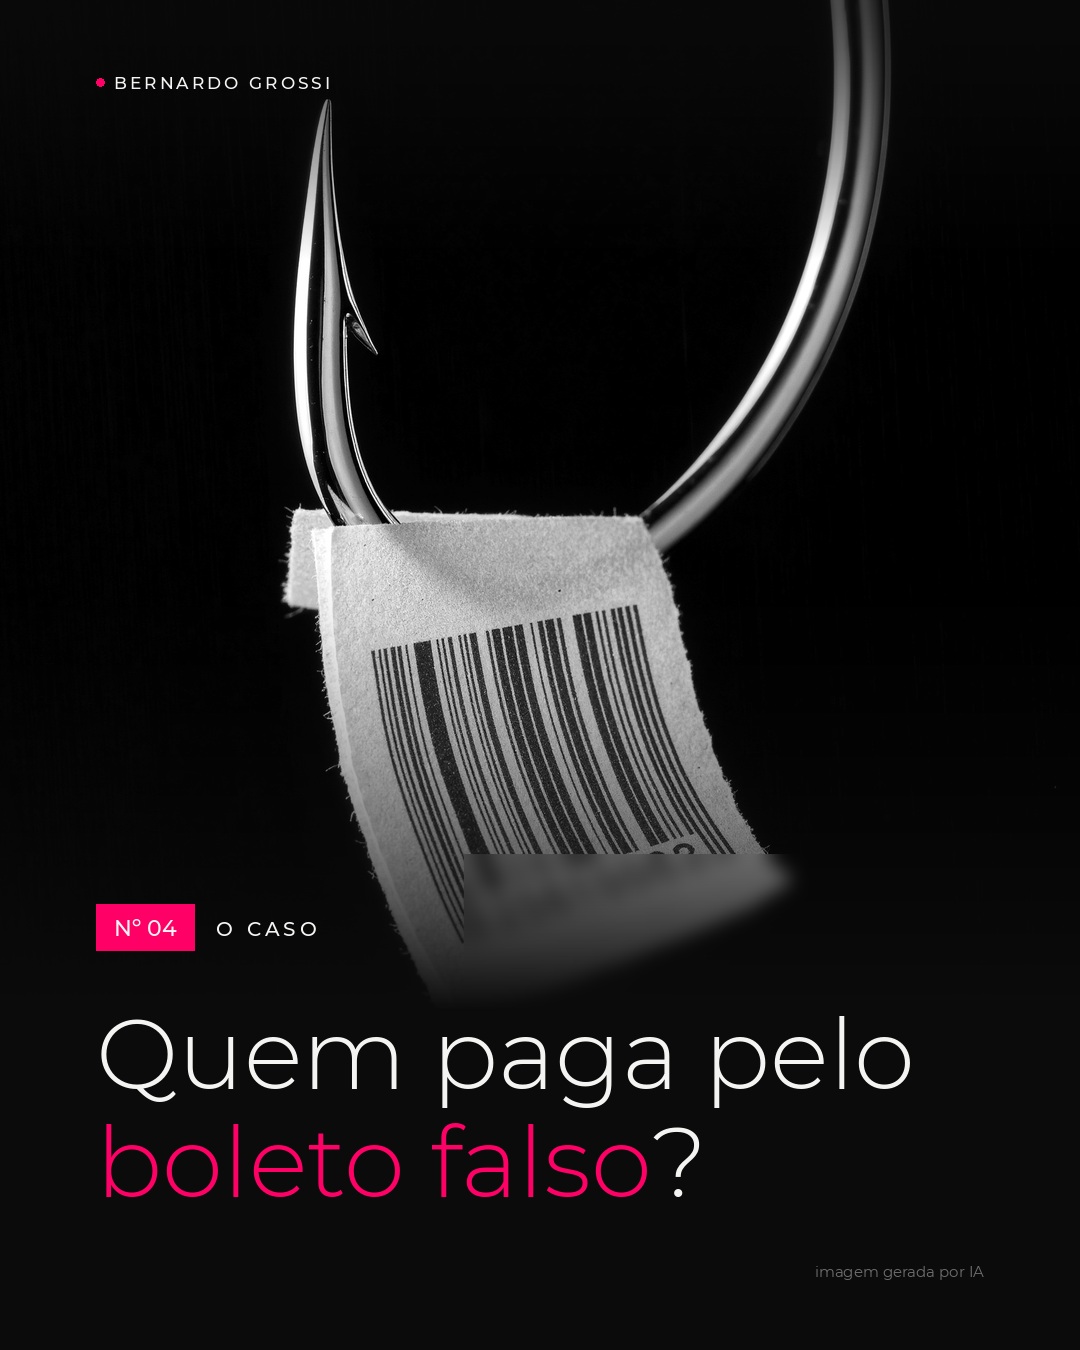 BERNARDO GROSSI
Nº 04 O CASO
Quem paga pelo
boleto falso?
imagem gerada por IA